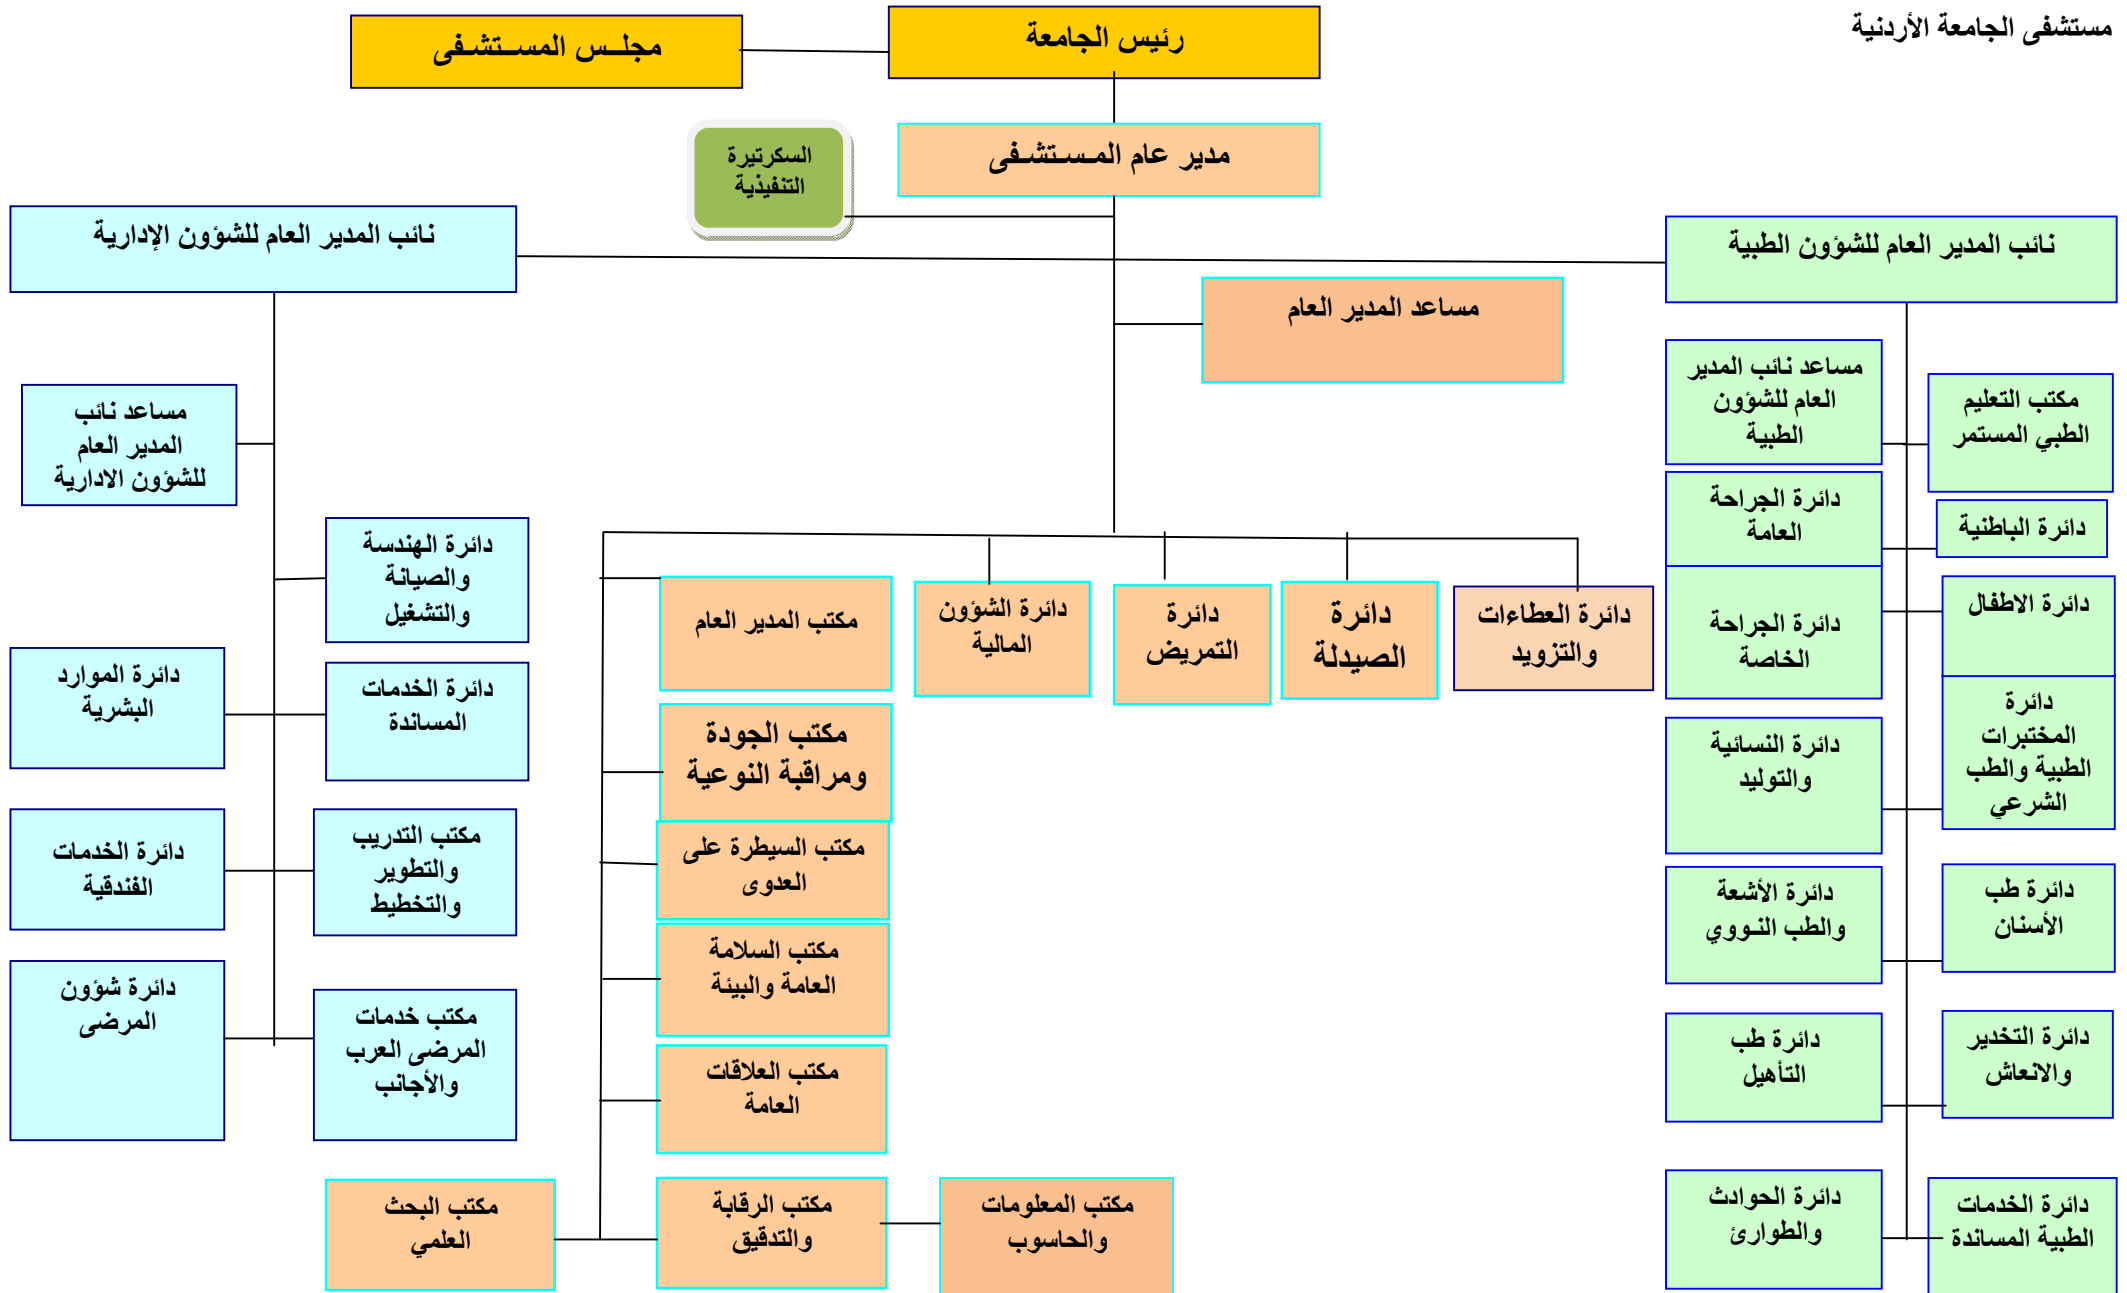 مستشفى الجامعة الأردنية
رئيس الجامعة
مجلس المستشفى
مدير عام المستشفى
السكرتيرة
التنفيذية
نائب المدير العام للشؤون الطبية
نائب المدير العام للشؤون الإدارية
مساعد المدير العام
مساعد نائب المدير
العام للشؤون
الطبية
مكتب التعليم
الطبي المستمر
دائرة الجراحة
العامة
دائرة الباطنية
دائرة الجراحة
الخاصة
دائرة الاطفال
دائرة النسائية
والتوليد
دائرة
المختبرات
الطبية والطب
الشرعي
دائرة الأشعة
والطب النووي
دائرة طب
الأسنان
دائرة طب
التأهيل
دائرة التخدير
والانعاش
دائرة الحوادث
والطوارئ
دائرة الخدمات
الطبية المساندة
دائرة العطاءات
والتزويد
دائرة
الصيدلة
دائرة
التمريض
دائرة الشؤون
المالية
مكتب المدير العام
مكتب الجودة
ومراقبة النوعية
مكتب السيطرة على
العدوى
مكتب السلامة
العامة والبيئة
مكتب العلاقات
العامة
مكتب المعلومات
والحاسوب
مكتب الرقابة
والتدقيق
مكتب البحث
العلمي
مساعد نائب
المدير العام
للشؤون الادارية
دائرة الهندسة
والصيانة
والتشغيل
دائرة الخدمات
المساندة
دائرة الموارد
البشرية
مكتب التدريب
والتطوير
والتخطيط
دائرة الخدمات
الفندقية
مكتب خدمات
المرضى العرب
والأجانب
دائرة شؤون
المرضى